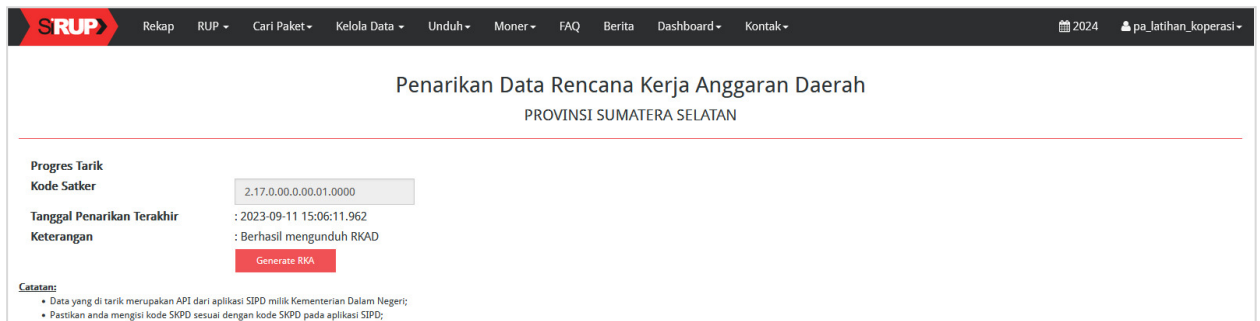 SiRUP Rekap RUP Cari Paket Kelola Data Unduh Moner FAQ Berita Dashboard Kontak 2024 pa_latihan_koperasi
Penarikan Data Rencana Kerja Anggaran Daerah
PROVINSI SUMATERA SELATAN
Progres Tarik
Kode Satker 2.17.0.00.0.00.01.0000
Tanggal Penarikan Terakhir : 2023-09-11 15:06:11.962
Keterangan : Berhasil mengunduh RKAD
Generate RKA
Catatan:
• Data yang di tarik merupakan API dari aplikasi SIPD milik Kementerian Dalam Negeri;
• Pastikan anda mengisi kode SKPD sesuai dengan kode SKPD pada aplikasi SIPD;